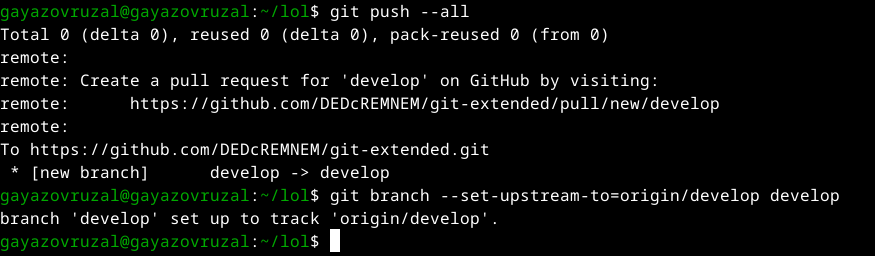 gayazovruzal@gayazovruzal:~/lol$ git push --all
Total 0 (delta 0), reused 0 (delta 0), pack-reused 0 (from 0)
remote:
remote: Create a pull request for 'develop' on GitHub by visiting:
remote:      https://github.com/DEDcREMNEM/git-extended/pull/new/develop
remote:
To https://github.com/DEDcREMNEM/git-extended.git
 * [new branch]      develop -> develop
gayazovruzal@gayazovruzal:~/lol$ git branch --set-upstream-to=origin/develop develop
branch 'develop' set up to track 'origin/develop'.
gayazovruzal@gayazovruzal:~/lol$